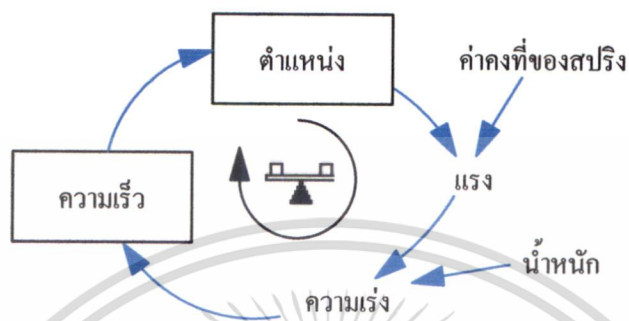 ตำแหน่ง
ค่าคงที่ของสปริง
แรง
ความเร็ว
น้ำหนัก
ความเร่ง